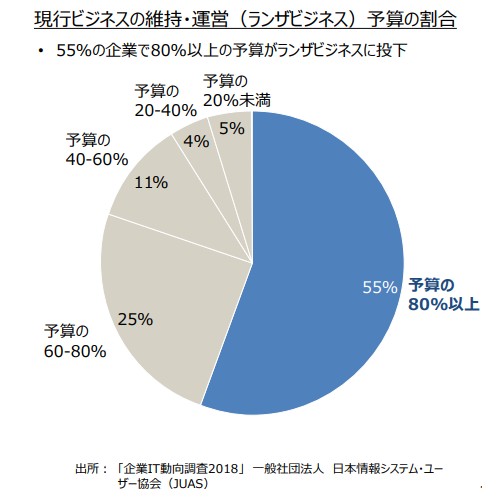 現行ビジネスの維持・運営（ランザビジネス）予算の割合
• 55%の企業で80%以上の予算がランザビジネスに投下
予算の
20%未満
予算の
20-40%
5%
4%
予算の
40-60%
11%
55%
予算の
80%以上
25%
予算の
60-80%
出所：「企業IT動向調査2018」一般社団法人 日本情報システム・ユー
ザー協会（JUAS）